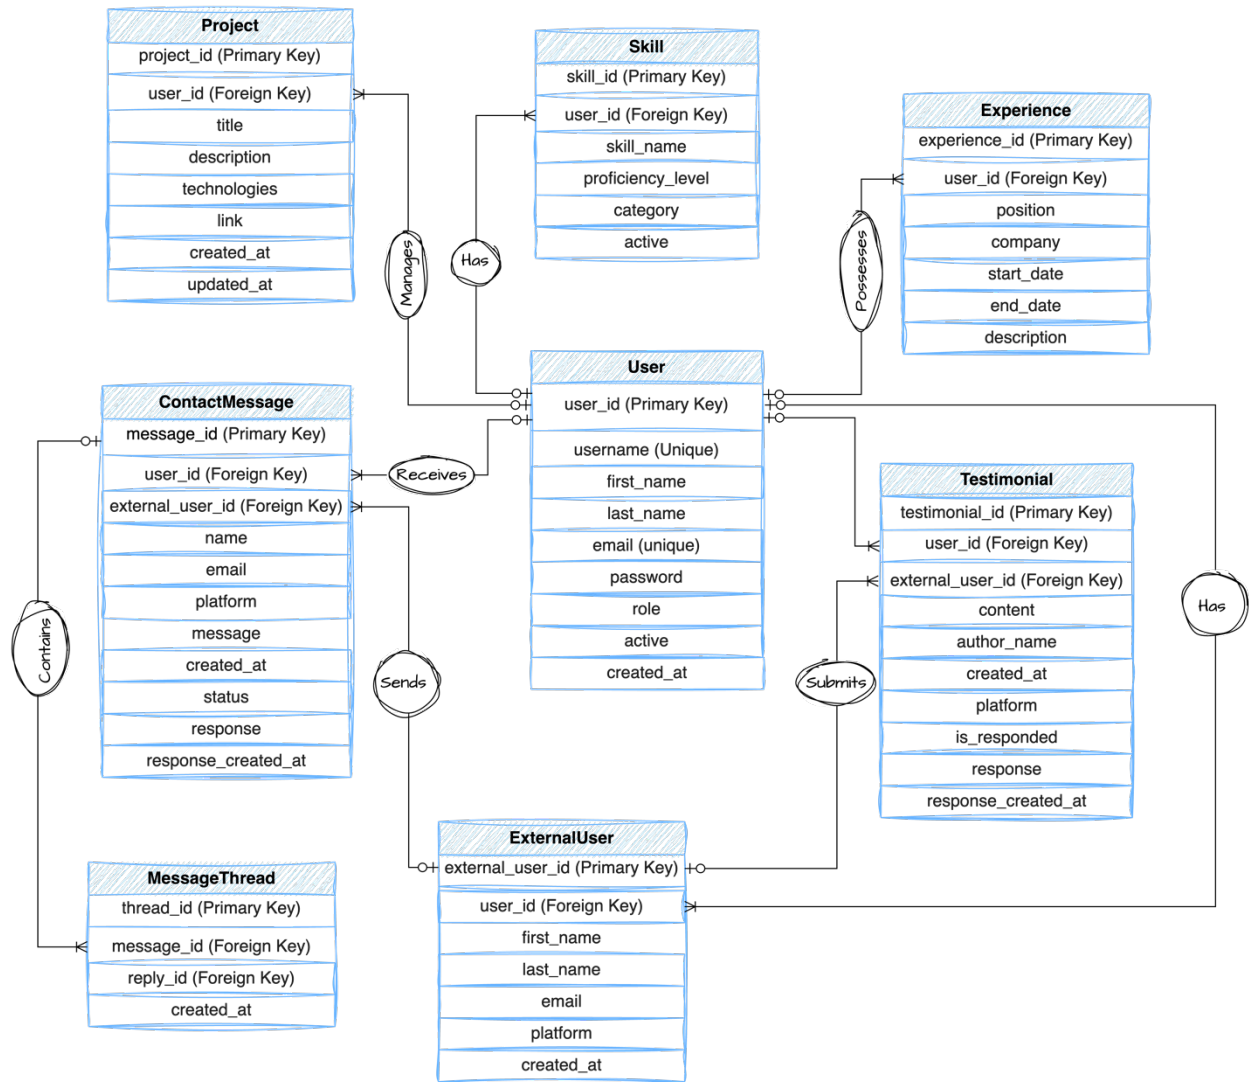 Project
project_id (Primary Key)
user_id (Foreign Key)
title
description
technologies
link
created_at
updated_at
Skill
skill_id (Primary Key)
user_id (Foreign Key)
skill_name
proficiency_level
category
active
Experience
experience_id (Primary Key)
user_id (Foreign Key)
position
company
start_date
end_date
description
Manages
Has
Possesses
User
user_id (Primary Key)
username (Unique)
first_name
last_name
email (unique)
password
role
active
created_at
ContactMessage
message_id (Primary Key)
user_id (Foreign Key)
external_user_id (Foreign Key)
name
email
platform
message
created_at
status
response
response_created_at
Receives
Testimonial
testimonial_id (Primary Key)
user_id (Foreign Key)
external_user_id (Foreign Key)
content
author_name
created_at
platform
is_responded
response
response_created_at
Has
Contains
Sends
Submits
ExternalUser
external_user_id (Primary Key)
user_id (Foreign Key)
first_name
last_name
email
platform
created_at
MessageThread
thread_id (Primary Key)
message_id (Foreign Key)
reply_id (Foreign Key)
created_at